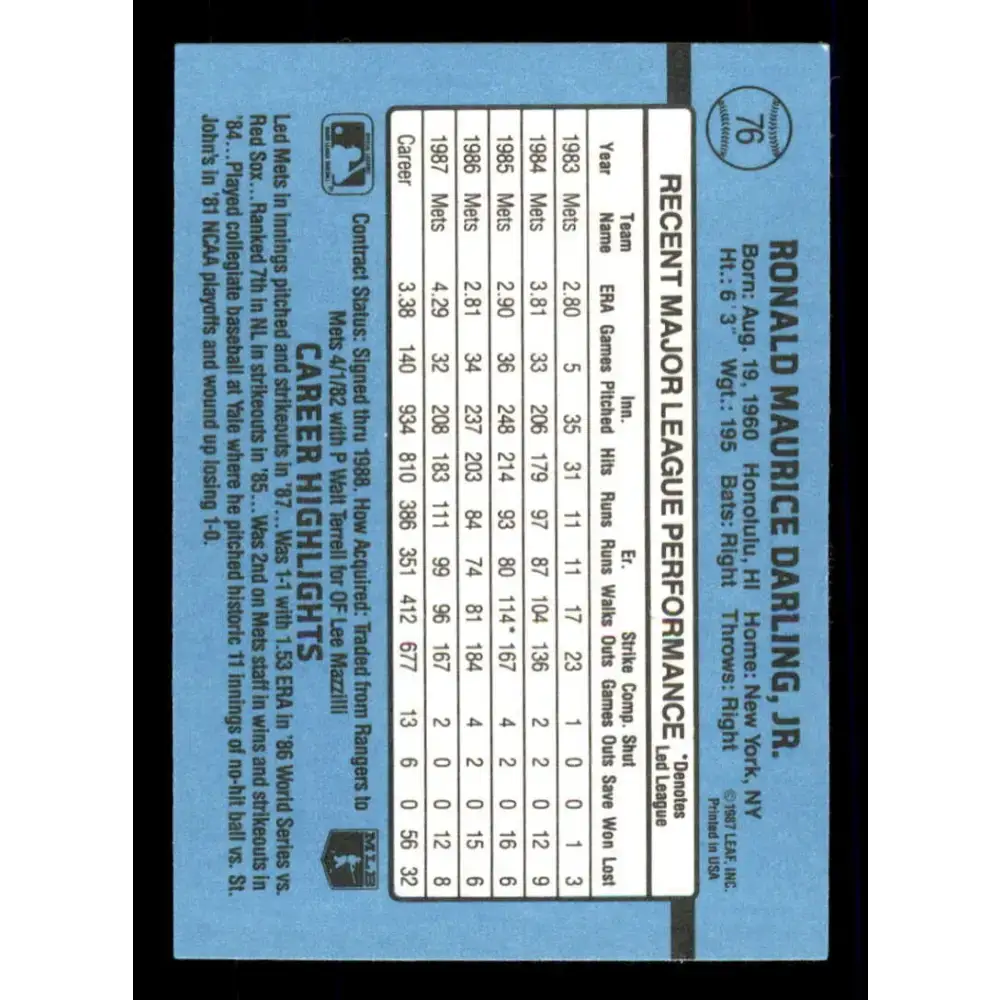 76
RONALD MAURICE DARLING, JR.
Born: Aug. 19, 1960 Honolulu, HI Home: New York, NY
Ht.: 6'3" Wgt.: 195 Bats: Right Throws: Right
©1987 LEAF, INC.
Printed in USA
RECENT MAJOR LEAGUE PERFORMANCE
*Denotes
Led League
Team Inn. Er. Strike Comp. Shut
Year Name ERA Games Pitched Hits Runs Runs Walks Outs Games Outs Save Won Lost
1983 Mets 2.80 5 35 31 11 11 17 23 1 0 0 1 3
1984 Mets 3.81 33 206 179 97 87 104 136 2 2 0 12 9
1985 Mets 2.90 36 248 214 93 80 114* 167 4 2 0 16 6
1986 Mets 2.81 34 237 203 84 74 81 184 4 2 0 15 6
1987 Mets 4.29 32 208 183 111 99 96 167 2 0 0 12 8
Career 3.38 140 934 810 386 351 412 677 13 6 0 56 32
Contract Status: Signed thru 1988. How Acquired: Traded from Rangers to
Mets 4/1/82 with P Walt Terrell for OF Lee Mazzilli
MLB
CAREER HIGHLIGHTS
Led Mets in innings pitched and strikeouts in '87...Was 1-1 with 1.53 ERA in '86 World Series vs.
Red Sox...Ranked 7th in NL in strikeouts in '85...Was 2nd on Mets staff in wins and strikeouts in
'84...Played collegiate baseball at Yale where he pitched historic 11 innings of no-hit ball vs. St.
John's in '81 NCAA playoffs and wound up losing 1-0.